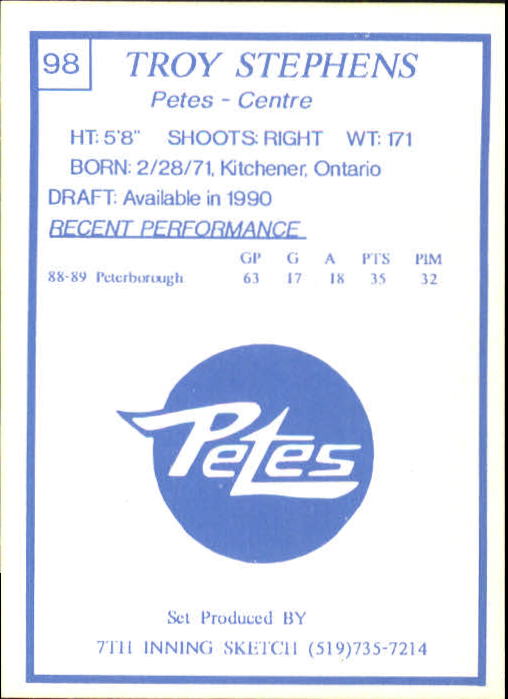 98
TROY STEPHENS
Petes - Centre
HT: 5'8" SHOOTS: RIGHT WT: 171
BORN: 2/28/71, Kitchener, Ontario
DRAFT: Available in 1990
RECENT PERFORMANCE
GP G A PTS PIM
88-89 Peterborough 63 17 18 35 32
Petes
Set Produced BY
7TH INNING SKETCH (519)735-7214